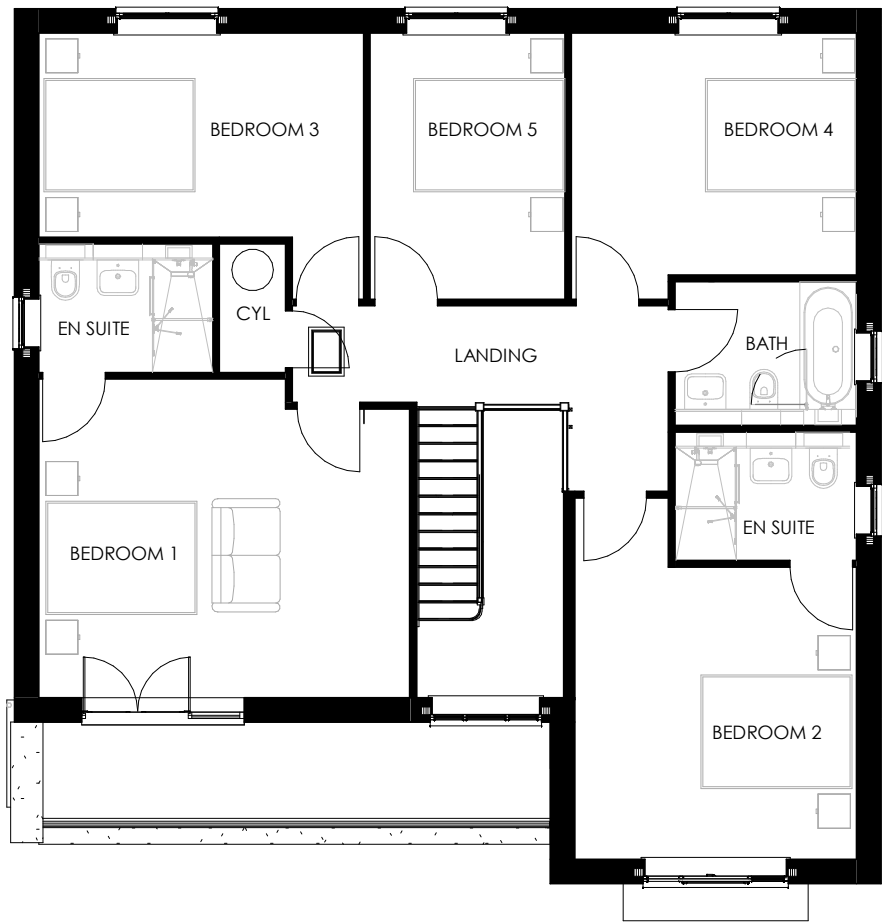 BEDROOM 3
BEDROOM 5
BEDROOM 4
EN SUITE
CYL
LANDING
BATH
EN SUITE
BEDROOM 1
BEDROOM 2